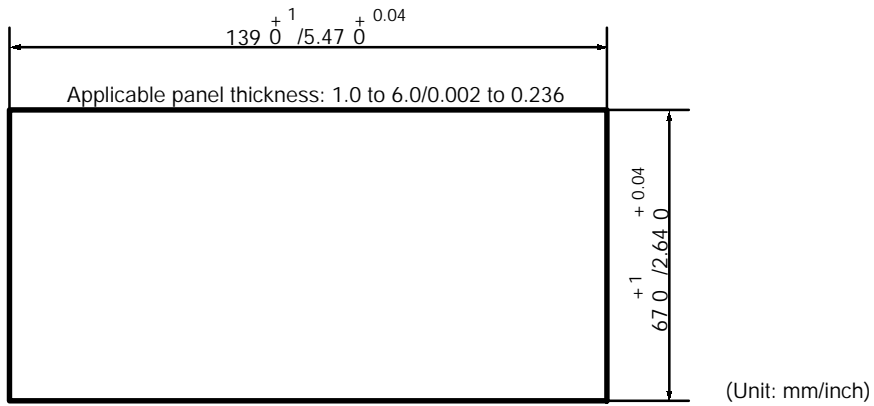 139 +1 0 /5.47 +0.04 0
Applicable panel thickness: 1.0 to 6.0/0.002 to 0.236
67 +1 0 /2.64 +0.04 0
(Unit: mm/inch)